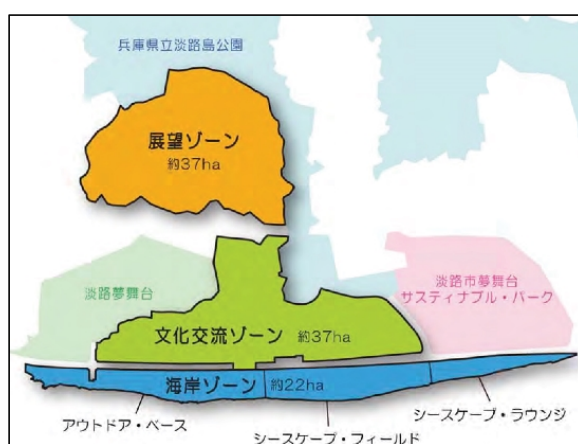 兵庫県立淡路島公園
展望ゾーン
約37ha
淡路夢舞台
淡路市夢舞台
サスティナブル・パーク
文化交流ゾーン 約37ha
海岸ゾーン 約22ha
アウトドア・ベース
シースケープ・フィールド
シースケープ・ラウンジ